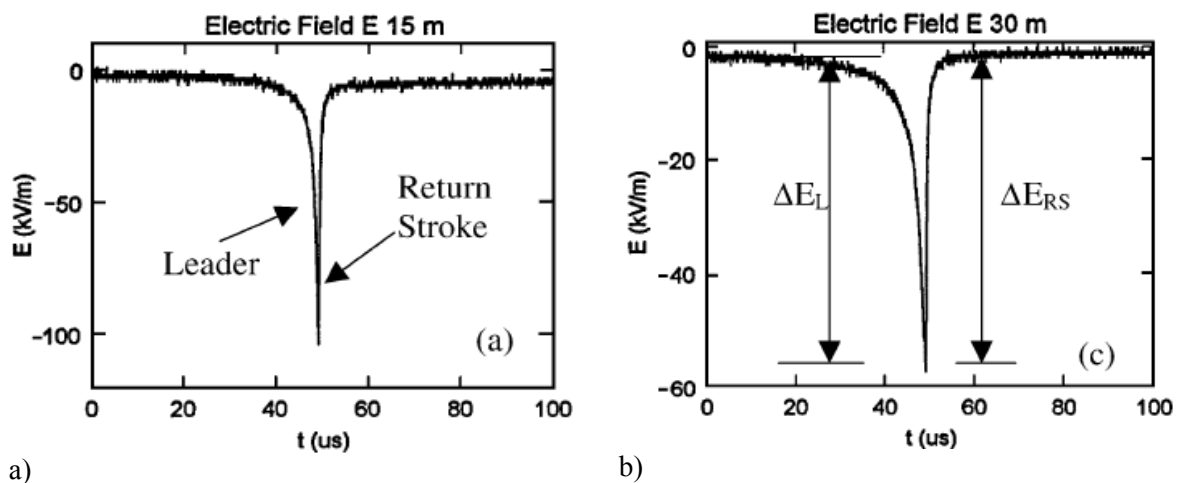 Electric Field E 15 m
0
-50
-100
E (kV/m)
Leader
Return
Stroke
(a)
0 20 40 60 80 100
t (us)
a)
Electric Field E 30 m
0
-20
-40
-60
E (kV/m)
ΔE_L
ΔE_RS
(c)
0 20 40 60 80 100
t (us)
b)